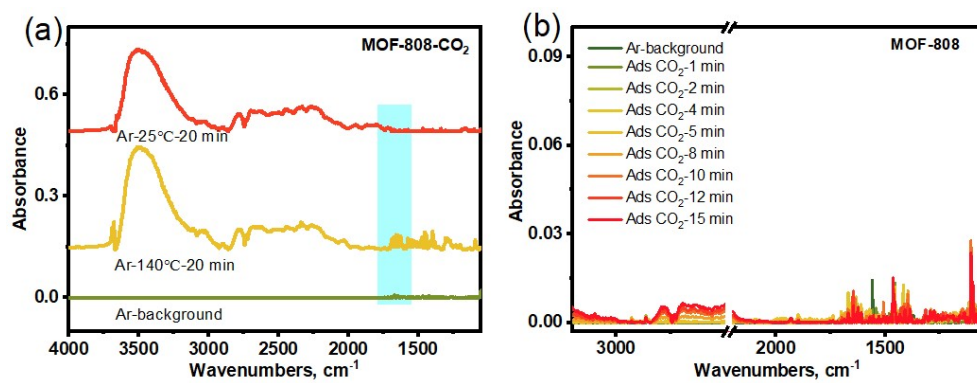 (a)
MOF-808-CO2
0.6
0.3
0.0
Absorbance
Ar-25℃-20 min
Ar-140℃-20 min
Ar-background
4000 3500 3000 2500 2000 1500
Wavenumbers, cm-1
(b)
MOF-808
0.09
0.06
0.03
0.00
Absorbance
Ar-background
Ads CO2-1 min
Ads CO2-2 min
Ads CO2-4 min
Ads CO2-5 min
Ads CO2-8 min
Ads CO2-10 min
Ads CO2-12 min
Ads CO2-15 min
3000 2000 1500
Wavenumbers, cm-1